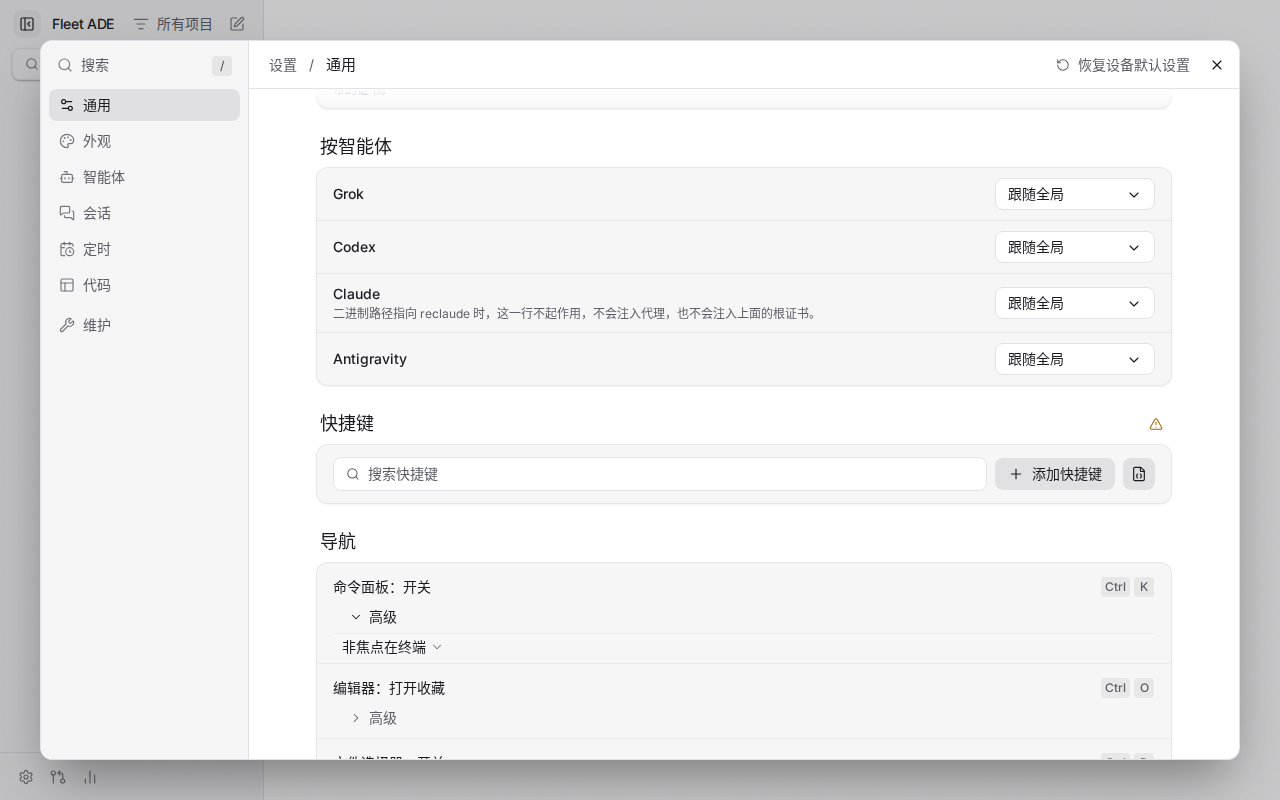 Fleet ADE
所有项目
搜索
/
通用
外观
智能体
会话
定时
代码
维护
设置 / 通用
恢复设备默认设置
按智能体
Grok
跟随全局
Codex
跟随全局
Claude
二进制路径指向 reclaude 时，这一行不起作用，不会注入代理，也不会注入上面的根证书。
跟随全局
Antigravity
跟随全局
快捷键
搜索快捷键
添加快捷键
导航
命令面板：开关
Ctrl K
高级
非焦点在终端
编辑器：打开收藏
Ctrl O
高级